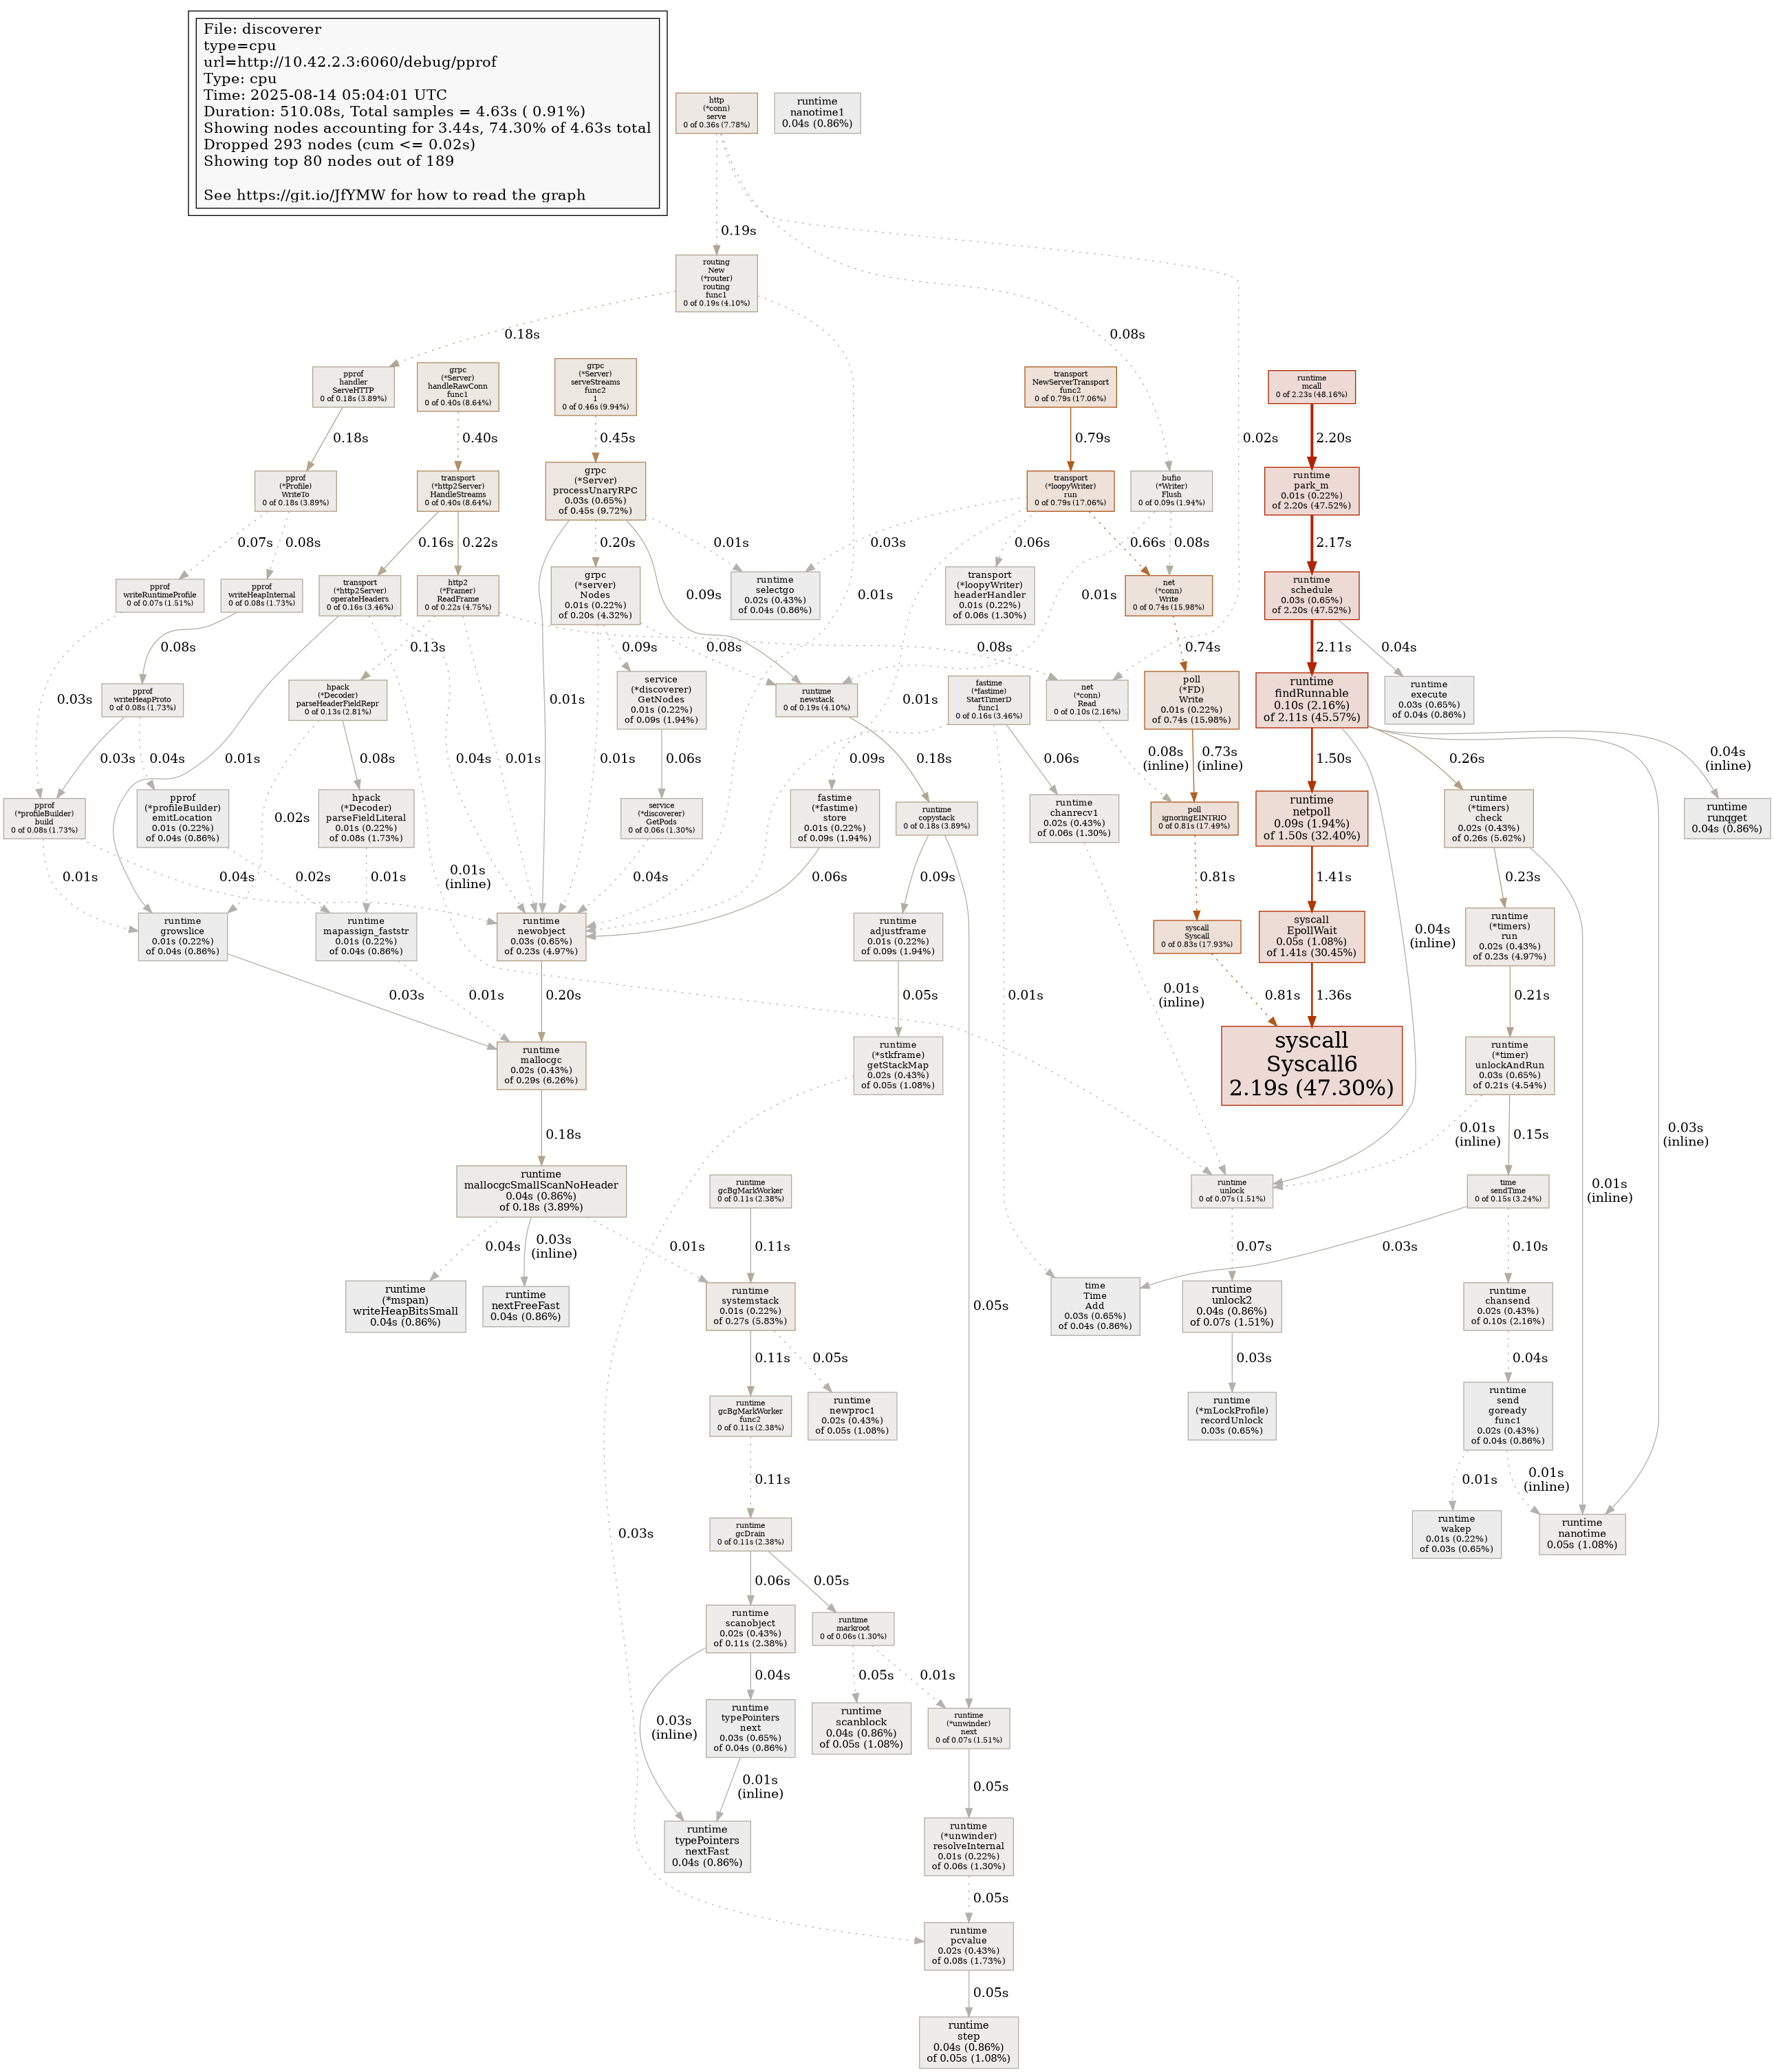 File: discoverer
type=cpu
url=http://10.42.2.3:6060/debug/pprof
Type: cpu
Time: 2025-08-14 05:04:01 UTC
Duration: 510.08s, Total samples = 4.63s ( 0.91%)
Showing nodes accounting for 3.44s, 74.30% of 4.63s total
Dropped 293 nodes (cum <= 0.02s)
Showing top 80 nodes out of 189
See https://git.io/JfYMW for how to read the graph
http
(*conn)
serve
0 of 0.36s (7.78%)
runtime
nanotime1
0.04s (0.86%)
0.19s
routing
New
(*router)
routing
func1
0 of 0.19s (4.10%)
0.18s
0.08s
0.02s
pprof
handler
ServeHTTP
0 of 0.18s (3.89%)
grpc
(*Server)
handleRawConn
func1
0 of 0.40s (8.64%)
grpc
(*Server)
serveStreams
func2
1
0 of 0.46s (9.94%)
transport
NewServerTransport
func2
0 of 0.79s (17.06%)
runtime
mcall
0 of 2.23s (48.16%)
0.18s
0.40s
0.45s
0.79s
2.20s
pprof
(*Profile)
WriteTo
0 of 0.18s (3.89%)
transport
(*http2Server)
HandleStreams
0 of 0.40s (8.64%)
grpc
(*Server)
processUnaryRPC
0.03s (0.65%)
of 0.45s (9.72%)
transport
(*loopyWriter)
run
0 of 0.79s (17.06%)
bufio
(*Writer)
Flush
0 of 0.09s (1.94%)
runtime
park_m
0.01s (0.22%)
of 2.20s (47.52%)
0.07s
0.08s
0.16s
0.22s
0.20s
0.01s
0.03s
0.06s
0.66s
0.08s
2.17s
pprof
writeRuntimeProfile
0 of 0.07s (1.51%)
pprof
writeHeapInternal
0 of 0.08s (1.73%)
transport
(*http2Server)
operateHeaders
0 of 0.16s (3.46%)
http2
(*Framer)
ReadFrame
0 of 0.22s (4.75%)
grpc
(*server)
Nodes
0.01s (0.22%)
of 0.20s (4.32%)
runtime
selectgo
0.02s (0.43%)
of 0.04s (0.86%)
transport
(*loopyWriter)
headerHandler
0.01s (0.22%)
of 0.06s (1.30%)
net
(*conn)
Write
0 of 0.74s (15.98%)
runtime
schedule
0.03s (0.65%)
of 2.20s (47.52%)
0.09s
0.01s
0.01s
0.08s
0.13s
0.09s
0.08s
0.08s
0.74s
2.11s
0.04s
0.03s
0.01s
0.01s
pprof
writeHeapProto
0 of 0.08s (1.73%)
hpack
(*Decoder)
parseHeaderFieldRepr
0 of 0.13s (2.81%)
service
(*discoverer)
GetNodes
0.01s (0.22%)
of 0.09s (1.94%)
runtime
newstack
0 of 0.19s (4.10%)
fastime
(*fastime)
StartTimerD
func1
0 of 0.16s (3.46%)
net
(*conn)
Read
0 of 0.10s (2.16%)
poll
(*FD)
Write
0.01s (0.22%)
of 0.74s (15.98%)
runtime
findRunnable
0.10s (2.16%)
of 2.11s (45.57%)
runtime
execute
0.03s (0.65%)
of 0.04s (0.86%)
0.03s
0.04s
0.01s
0.08s
0.04s
0.01s
0.01s
0.06s
0.09s
0.18s
0.06s
0.08s
(inline)
0.73s
(inline)
1.50s
0.26s
0.04s
(inline)
pprof
(*profileBuilder)
build
0 of 0.08s (1.73%)
pprof
(*profileBuilder)
emitLocation
0.01s (0.22%)
of 0.04s (0.86%)
hpack
(*Decoder)
parseFieldLiteral
0.01s (0.22%)
of 0.08s (1.73%)
service
(*discoverer)
GetPods
0 of 0.06s (1.30%)
fastime
(*fastime)
store
0.01s (0.22%)
of 0.09s (1.94%)
runtime
copystack
0 of 0.18s (3.89%)
runtime
chanrecv1
0.02s (0.43%)
of 0.06s (1.30%)
poll
ignoringEINTRIO
0 of 0.81s (17.49%)
runtime
netpoll
0.09s (1.94%)
of 1.50s (32.40%)
runtime
(*timers)
check
0.02s (0.43%)
of 0.26s (5.62%)
runtime
runqget
0.04s (0.86%)
0.02s
0.01s
0.04s
0.02s
0.01s
0.01s
(inline)
0.04s
0.06s
0.09s
0.81s
1.41s
0.23s
runtime
growslice
0.01s (0.22%)
of 0.04s (0.86%)
runtime
mapassign_faststr
0.01s (0.22%)
of 0.04s (0.86%)
runtime
newobject
0.03s (0.65%)
of 0.23s (4.97%)
runtime
adjustframe
0.01s (0.22%)
of 0.09s (1.94%)
syscall
Syscall
0 of 0.83s (17.93%)
syscall
EpollWait
0.05s (1.08%)
of 1.41s (30.45%)
0.04s
(inline)
runtime
(*timers)
run
0.02s (0.43%)
of 0.23s (4.97%)
0.03s
0.01s
0.20s
0.05s
0.01s
0.01s
(inline)
0.81s
1.36s
0.21s
runtime
mallocgc
0.02s (0.43%)
of 0.29s (6.26%)
runtime
(*stkframe)
getStackMap
0.02s (0.43%)
of 0.05s (1.08%)
syscall
Syscall6
2.19s (47.30%)
runtime
(*timer)
unlockAndRun
0.03s (0.65%)
of 0.21s (4.54%)
0.18s
0.01s
(inline)
0.15s
0.03s
(inline)
runtime
mallocgcSmallScanNoHeader
0.04s (0.86%)
of 0.18s (3.89%)
runtime
gcBgMarkWorker
0 of 0.11s (2.38%)
runtime
unlock
0 of 0.07s (1.51%)
time
sendTime
0 of 0.15s (3.24%)
0.01s
(inline)
0.04s
0.03s
(inline)
0.01s
0.11s
0.07s
0.03s
0.10s
runtime
(*mspan)
writeHeapBitsSmall
0.04s (0.86%)
runtime
nextFreeFast
0.04s (0.86%)
runtime
systemstack
0.01s (0.22%)
of 0.27s (5.83%)
0.05s
time
Time
Add
0.03s (0.65%)
of 0.04s (0.86%)
runtime
unlock2
0.04s (0.86%)
of 0.07s (1.51%)
runtime
chansend
0.02s (0.43%)
of 0.10s (2.16%)
0.11s
0.05s
0.03s
0.04s
runtime
gcBgMarkWorker
func2
0 of 0.11s (2.38%)
runtime
newproc1
0.02s (0.43%)
of 0.05s (1.08%)
runtime
(*mLockProfile)
recordUnlock
0.03s (0.65%)
runtime
send
goready
func1
0.02s (0.43%)
of 0.04s (0.86%)
0.11s
0.01s
0.01s
(inline)
0.03s
runtime
gcDrain
0 of 0.11s (2.38%)
runtime
wakep
0.01s (0.22%)
of 0.03s (0.65%)
runtime
nanotime
0.05s (1.08%)
0.06s
0.05s
runtime
scanobject
0.02s (0.43%)
of 0.11s (2.38%)
runtime
markroot
0 of 0.06s (1.30%)
0.03s
(inline)
0.04s
0.05s
0.01s
runtime
typePointers
next
0.03s (0.65%)
of 0.04s (0.86%)
runtime
scanblock
0.04s (0.86%)
of 0.05s (1.08%)
runtime
(*unwinder)
next
0 of 0.07s (1.51%)
0.01s
(inline)
0.05s
runtime
typePointers
nextFast
0.04s (0.86%)
runtime
(*unwinder)
resolveInternal
0.01s (0.22%)
of 0.06s (1.30%)
0.05s
runtime
pcvalue
0.02s (0.43%)
of 0.08s (1.73%)
0.05s
runtime
step
0.04s (0.86%)
of 0.05s (1.08%)